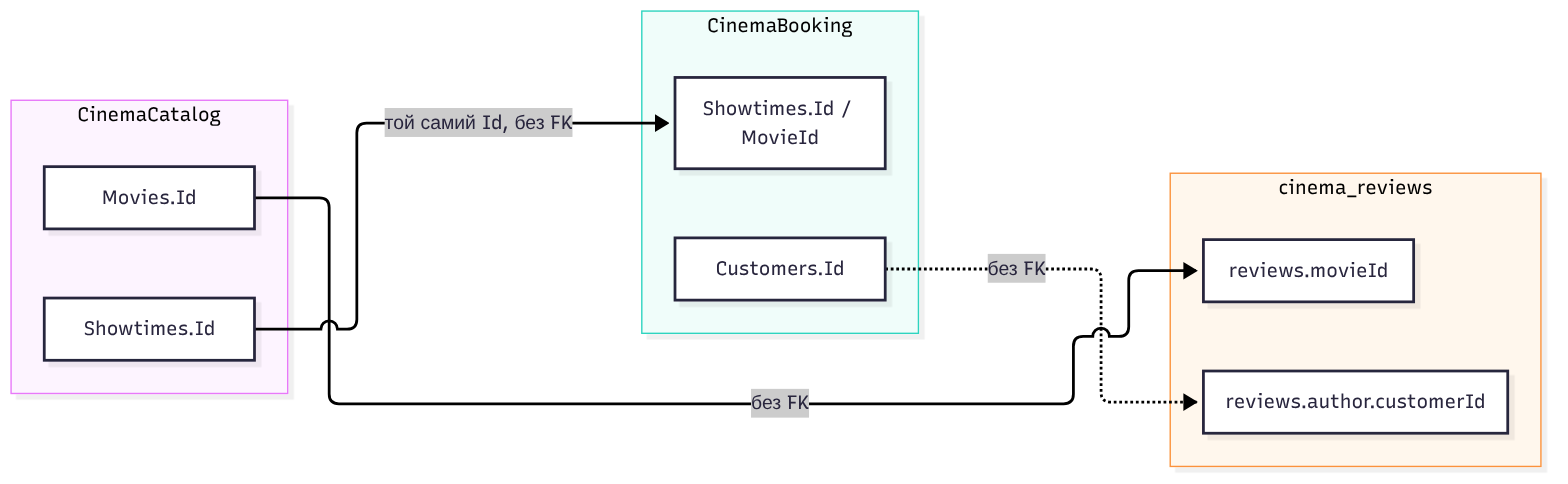 CinemaCatalog
Movies.Id
Showtimes.Id
той самий Id, без FK
CinemaBooking
Showtimes.Id /
MovieId
Customers.Id
без FK
без FK
cinema_reviews
reviews.movieId
reviews.author.customerId